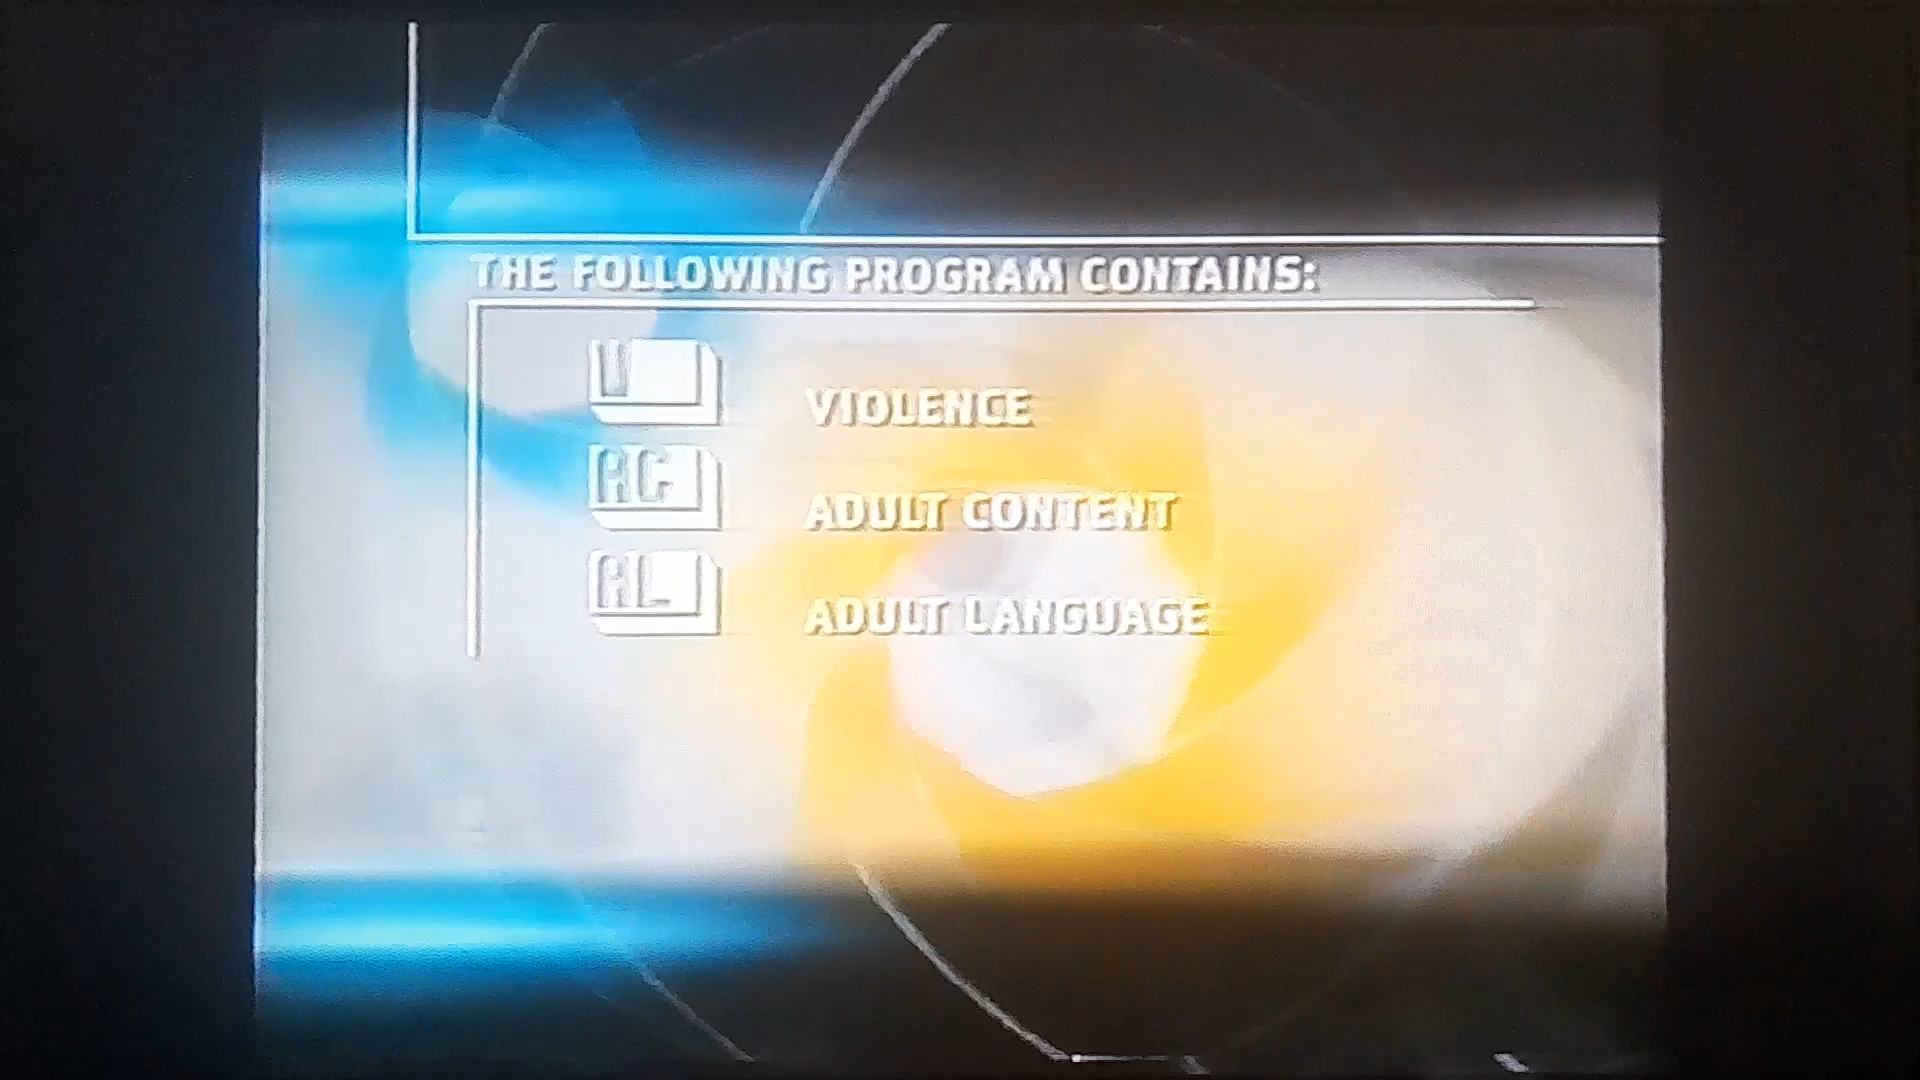 THE FOLLOWING PROGRAM CONTAINS:
V
VIOLENCE
AC
ADULT CONTENT
AL
ADULT LANGUAGE